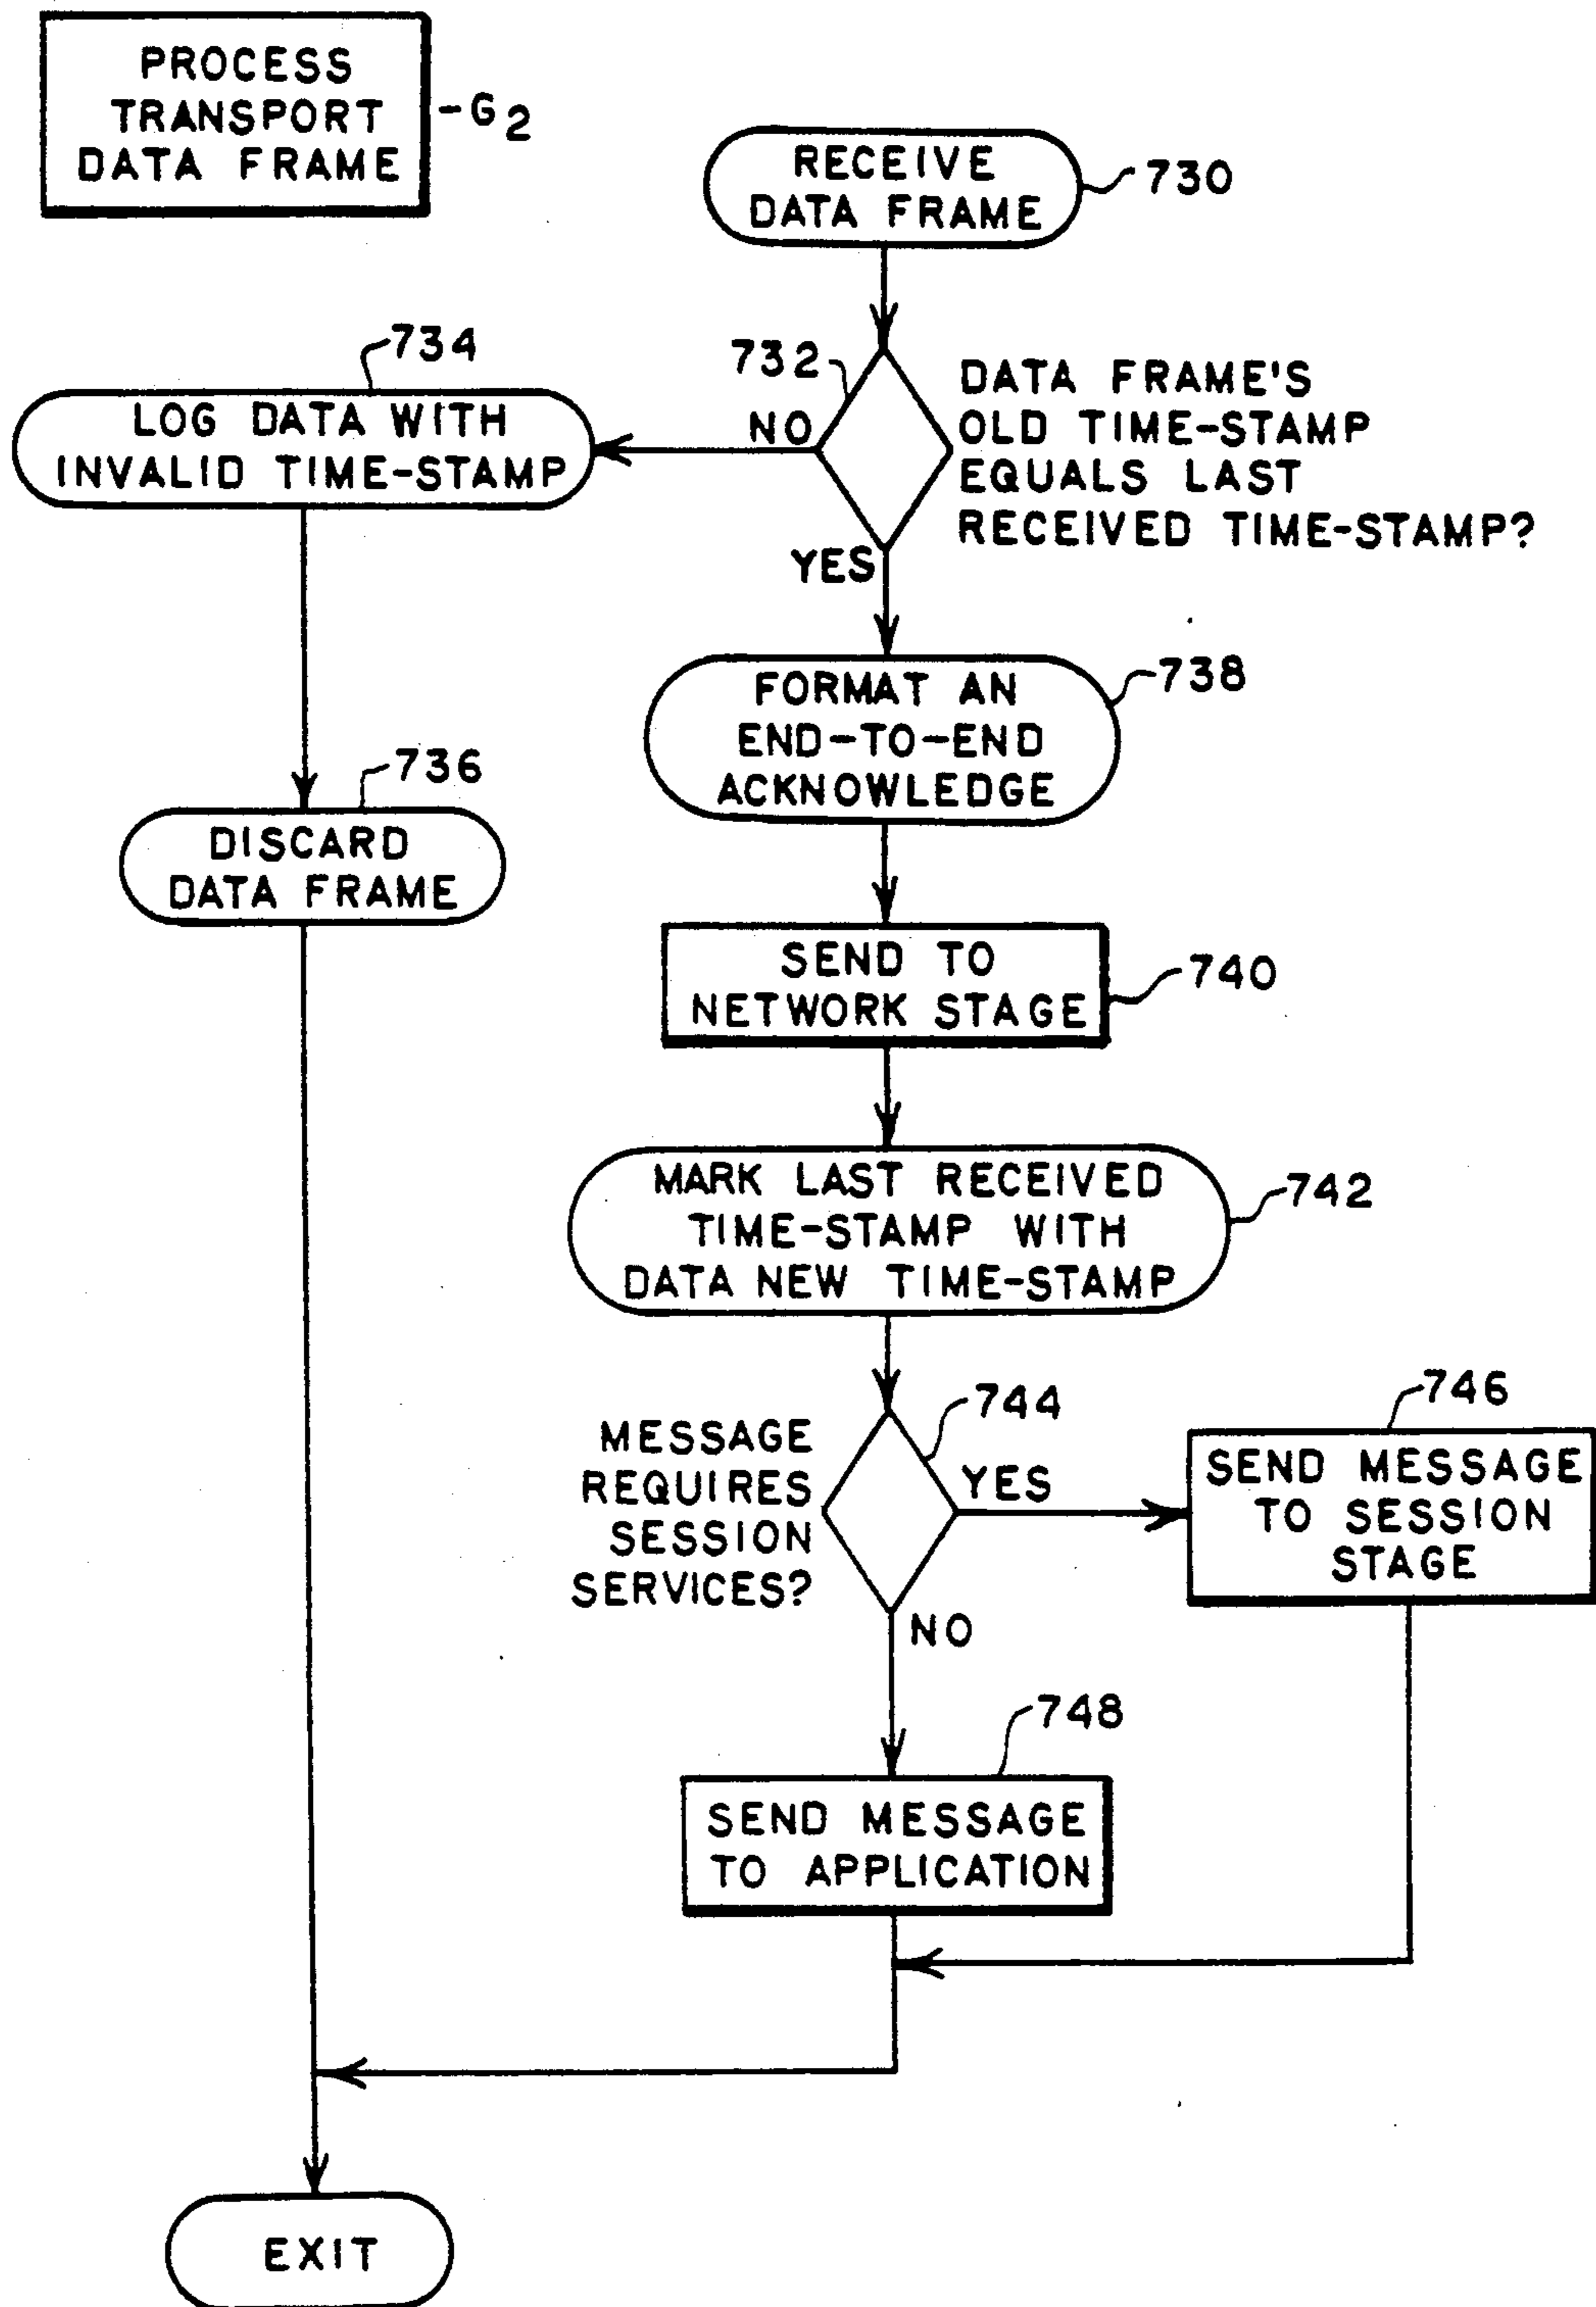 PROCESS
TRANSPORT
DATA FRAME
-G2
RECEIVE
DATA FRAME
730
732
DATA FRAME'S
OLD TIME-STAMP
EQUALS LAST
RECEIVED TIME-STAMP?
NO
YES
734
LOG DATA WITH
INVALID TIME-STAMP
736
DISCARD
DATA FRAME
738
FORMAT AN
END-TO-END
ACKNOWLEDGE
SEND TO
NETWORK STAGE
740
MARK LAST RECEIVED
TIME-STAMP WITH
DATA NEW TIME-STAMP
742
744
MESSAGE
REQUIRES
SESSION
SERVICES?
YES
NO
746
SEND MESSAGE
TO SESSION
STAGE
748
SEND MESSAGE
TO APPLICATION
EXIT